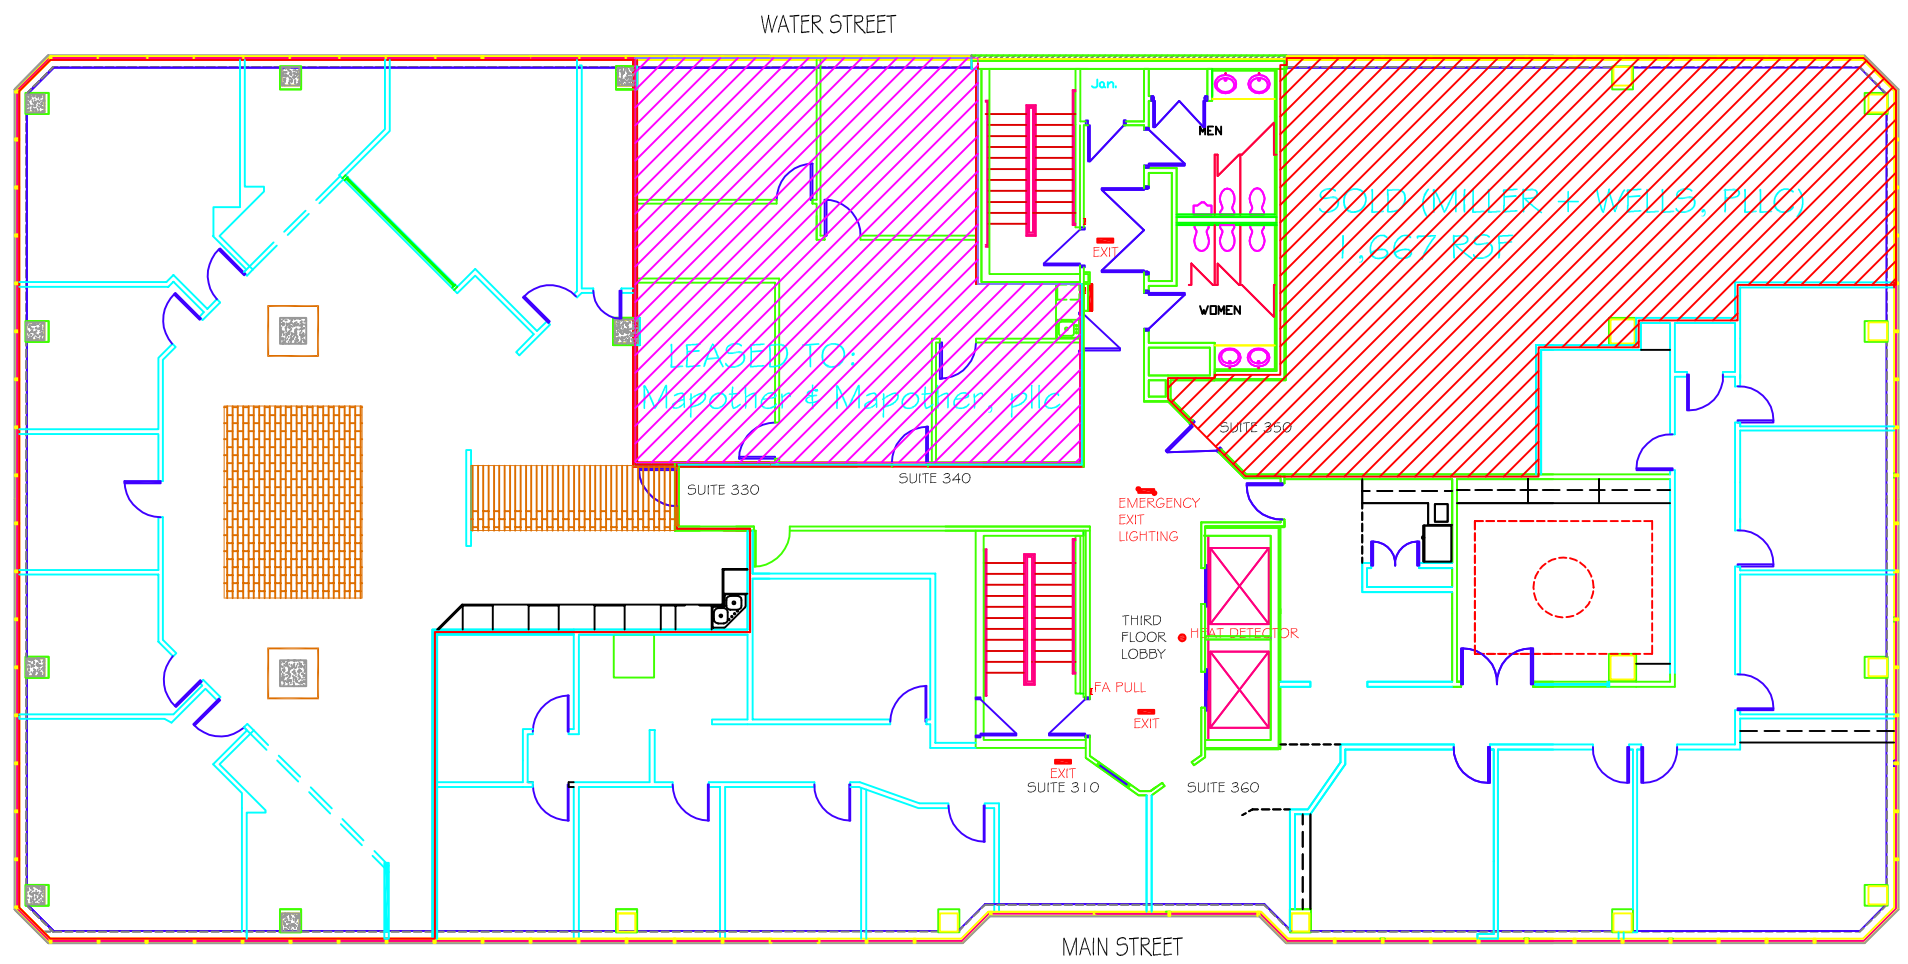 WATER STREET
Jan.
MEN
SOLD (MILLER + WELLS, PLLC)
1,667 RSF
EXIT
WOMEN
LEASED TO:
Mapother & Mapother, pllc
SUITE 350
SUITE 340
SUITE 330
EMERGENCY
EXIT
LIGHTING
THIRD
FLOOR
LOBBY
HEAT DETECTOR
FA PULL
EXIT
EXIT
SUITE 310
SUITE 360
MAIN STREET